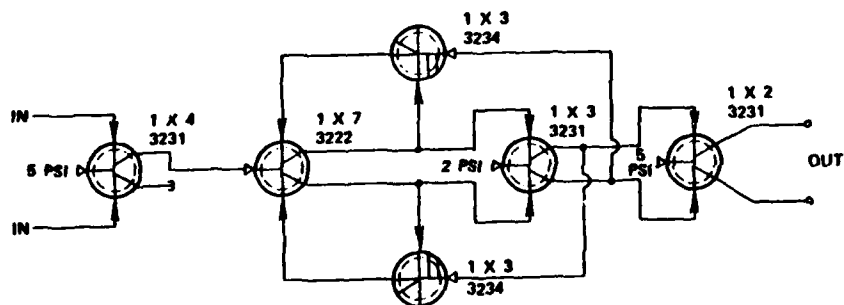 1 X 3
3234
IN
1 X 4
3231
1 X 7
3222
1 X 3
3231
1 X 2
3231
5 PSI
2 PSI
5
PSI
OUT
IN
1 X 3
3234